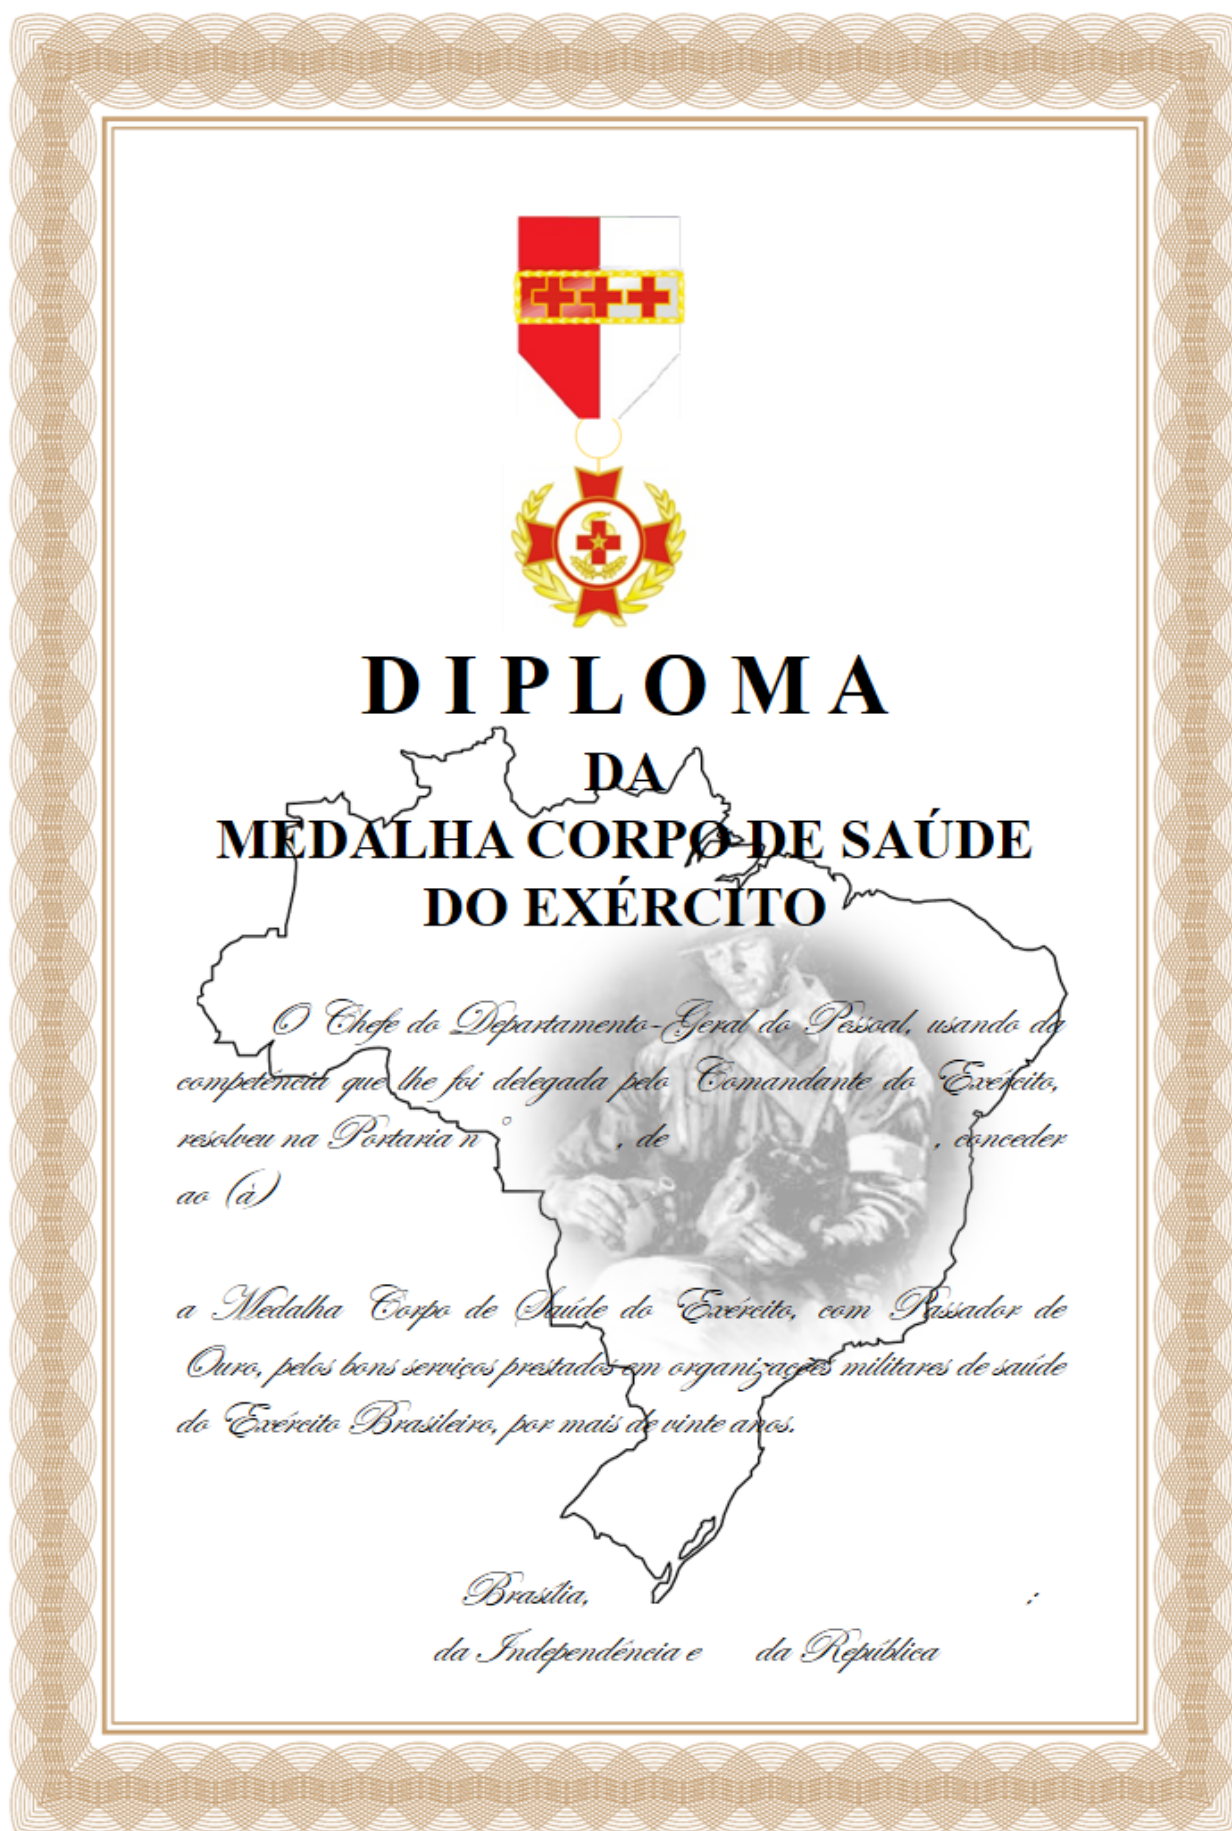 DIPLOMA
DA
MEDALHA CORPO DE SAÚDE
DO EXÉRCITO
O Chefe do Departamento-Geral do Pessoal, usando da
competência que lhe foi delegada pelo Comandante do Exército,
resolveu na Portaria n° , de , conceder
ao (à)
a Medalha Corpo de Saúde do Exército, com Passador de
Ouro, pelos bons serviços prestados em organizações militares de saúde
do Exército Brasileiro, por mais de vinte anos.
Brasília, ;
da Independência e da República